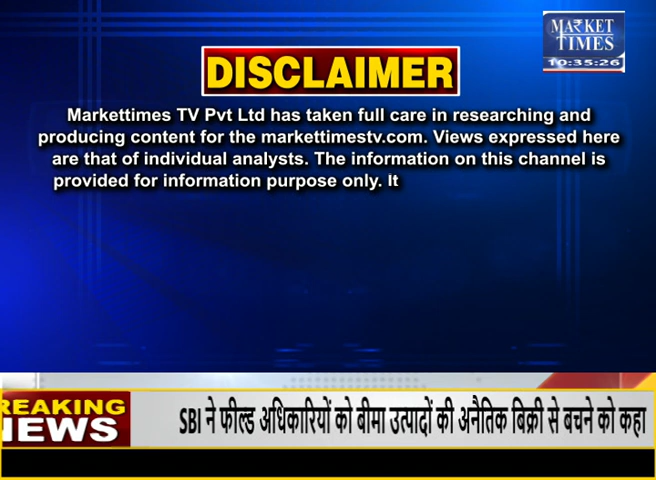 MARKET
TIMES
10:35:26
DISCLAIMER
Markettimes TV Pvt Ltd has taken full care in researching and
producing content for the markettimestv.com. Views expressed here
are that of individual analysts. The information on this channel is
provided for information purpose only. It
REAKING
NEWS
SBI ने फील्ड अधिकारियों को बीमा उत्पादों की अनैतिक बिक्री से बचने को कहा